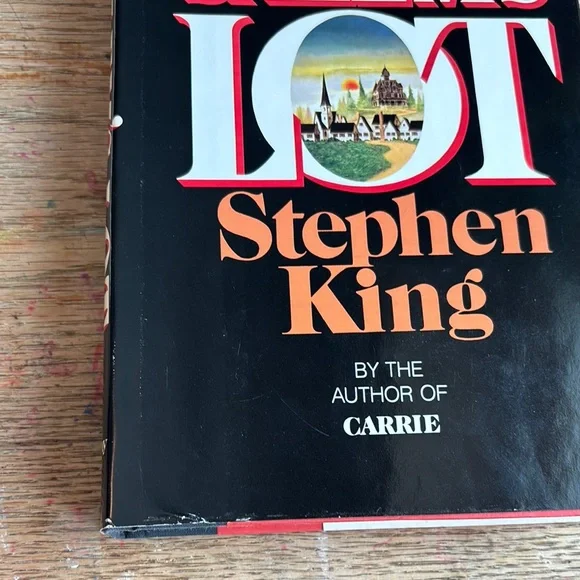 LOT
Stephen
King
BY THE
AUTHOR OF
CARRIE